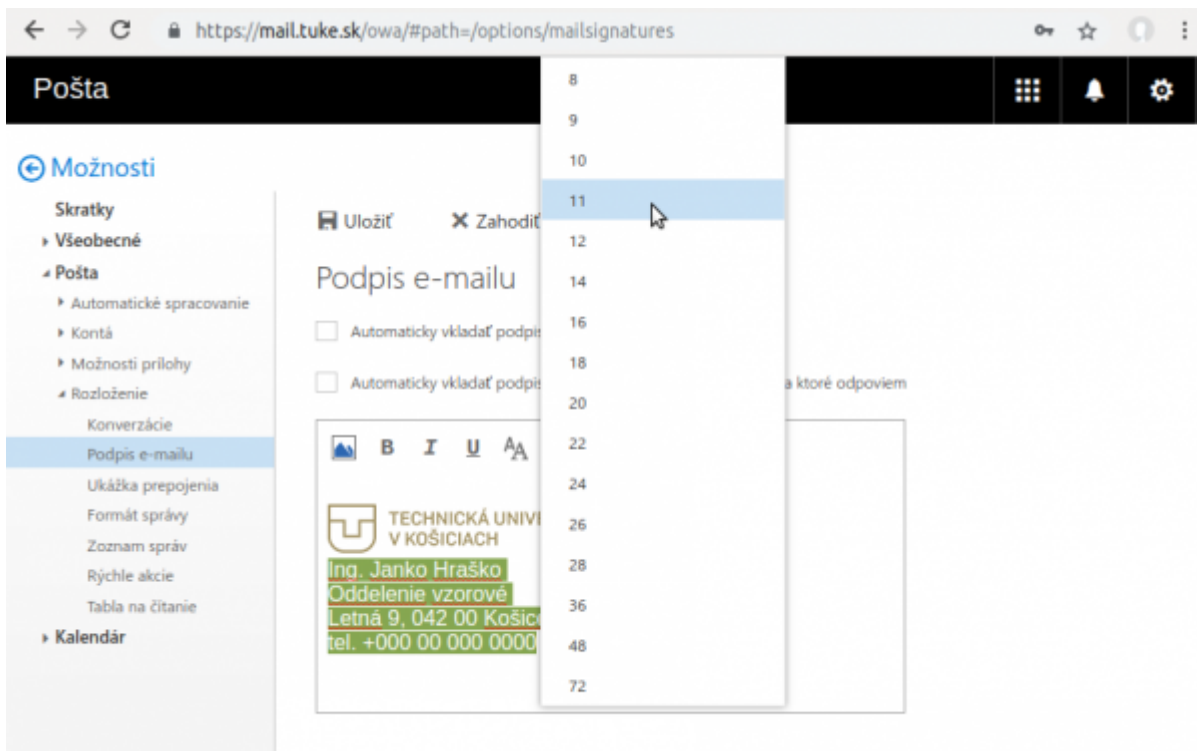 https://mail.tuke.sk/owa/#path=/options/mailsignatures
Pošta
Možnosti
Skratky
Všeobecné
Pošta
Automatické spracovanie
Kontá
Možnosti prílohy
Rozloženie
Konverzácie
Podpis e-mailu
Ukážka prepojenia
Formát správy
Zoznam správ
Rýchle akcie
Tabla na čítanie
Kalendár
Uložiť Zahodiť
Podpis e-mailu
Automaticky vkladať podpis
Automaticky vkladať podpis a ktoré odpoviem
B I U AA
TECHNICKÁ UNIV
V KOŠICIACH
Ing. Janko Hraško
Oddelenie vzorové
Letná 9, 042 00 Košice
tel. +000 00 000 0000
8
9
10
11
12
14
16
18
20
22
24
26
28
36
48
72